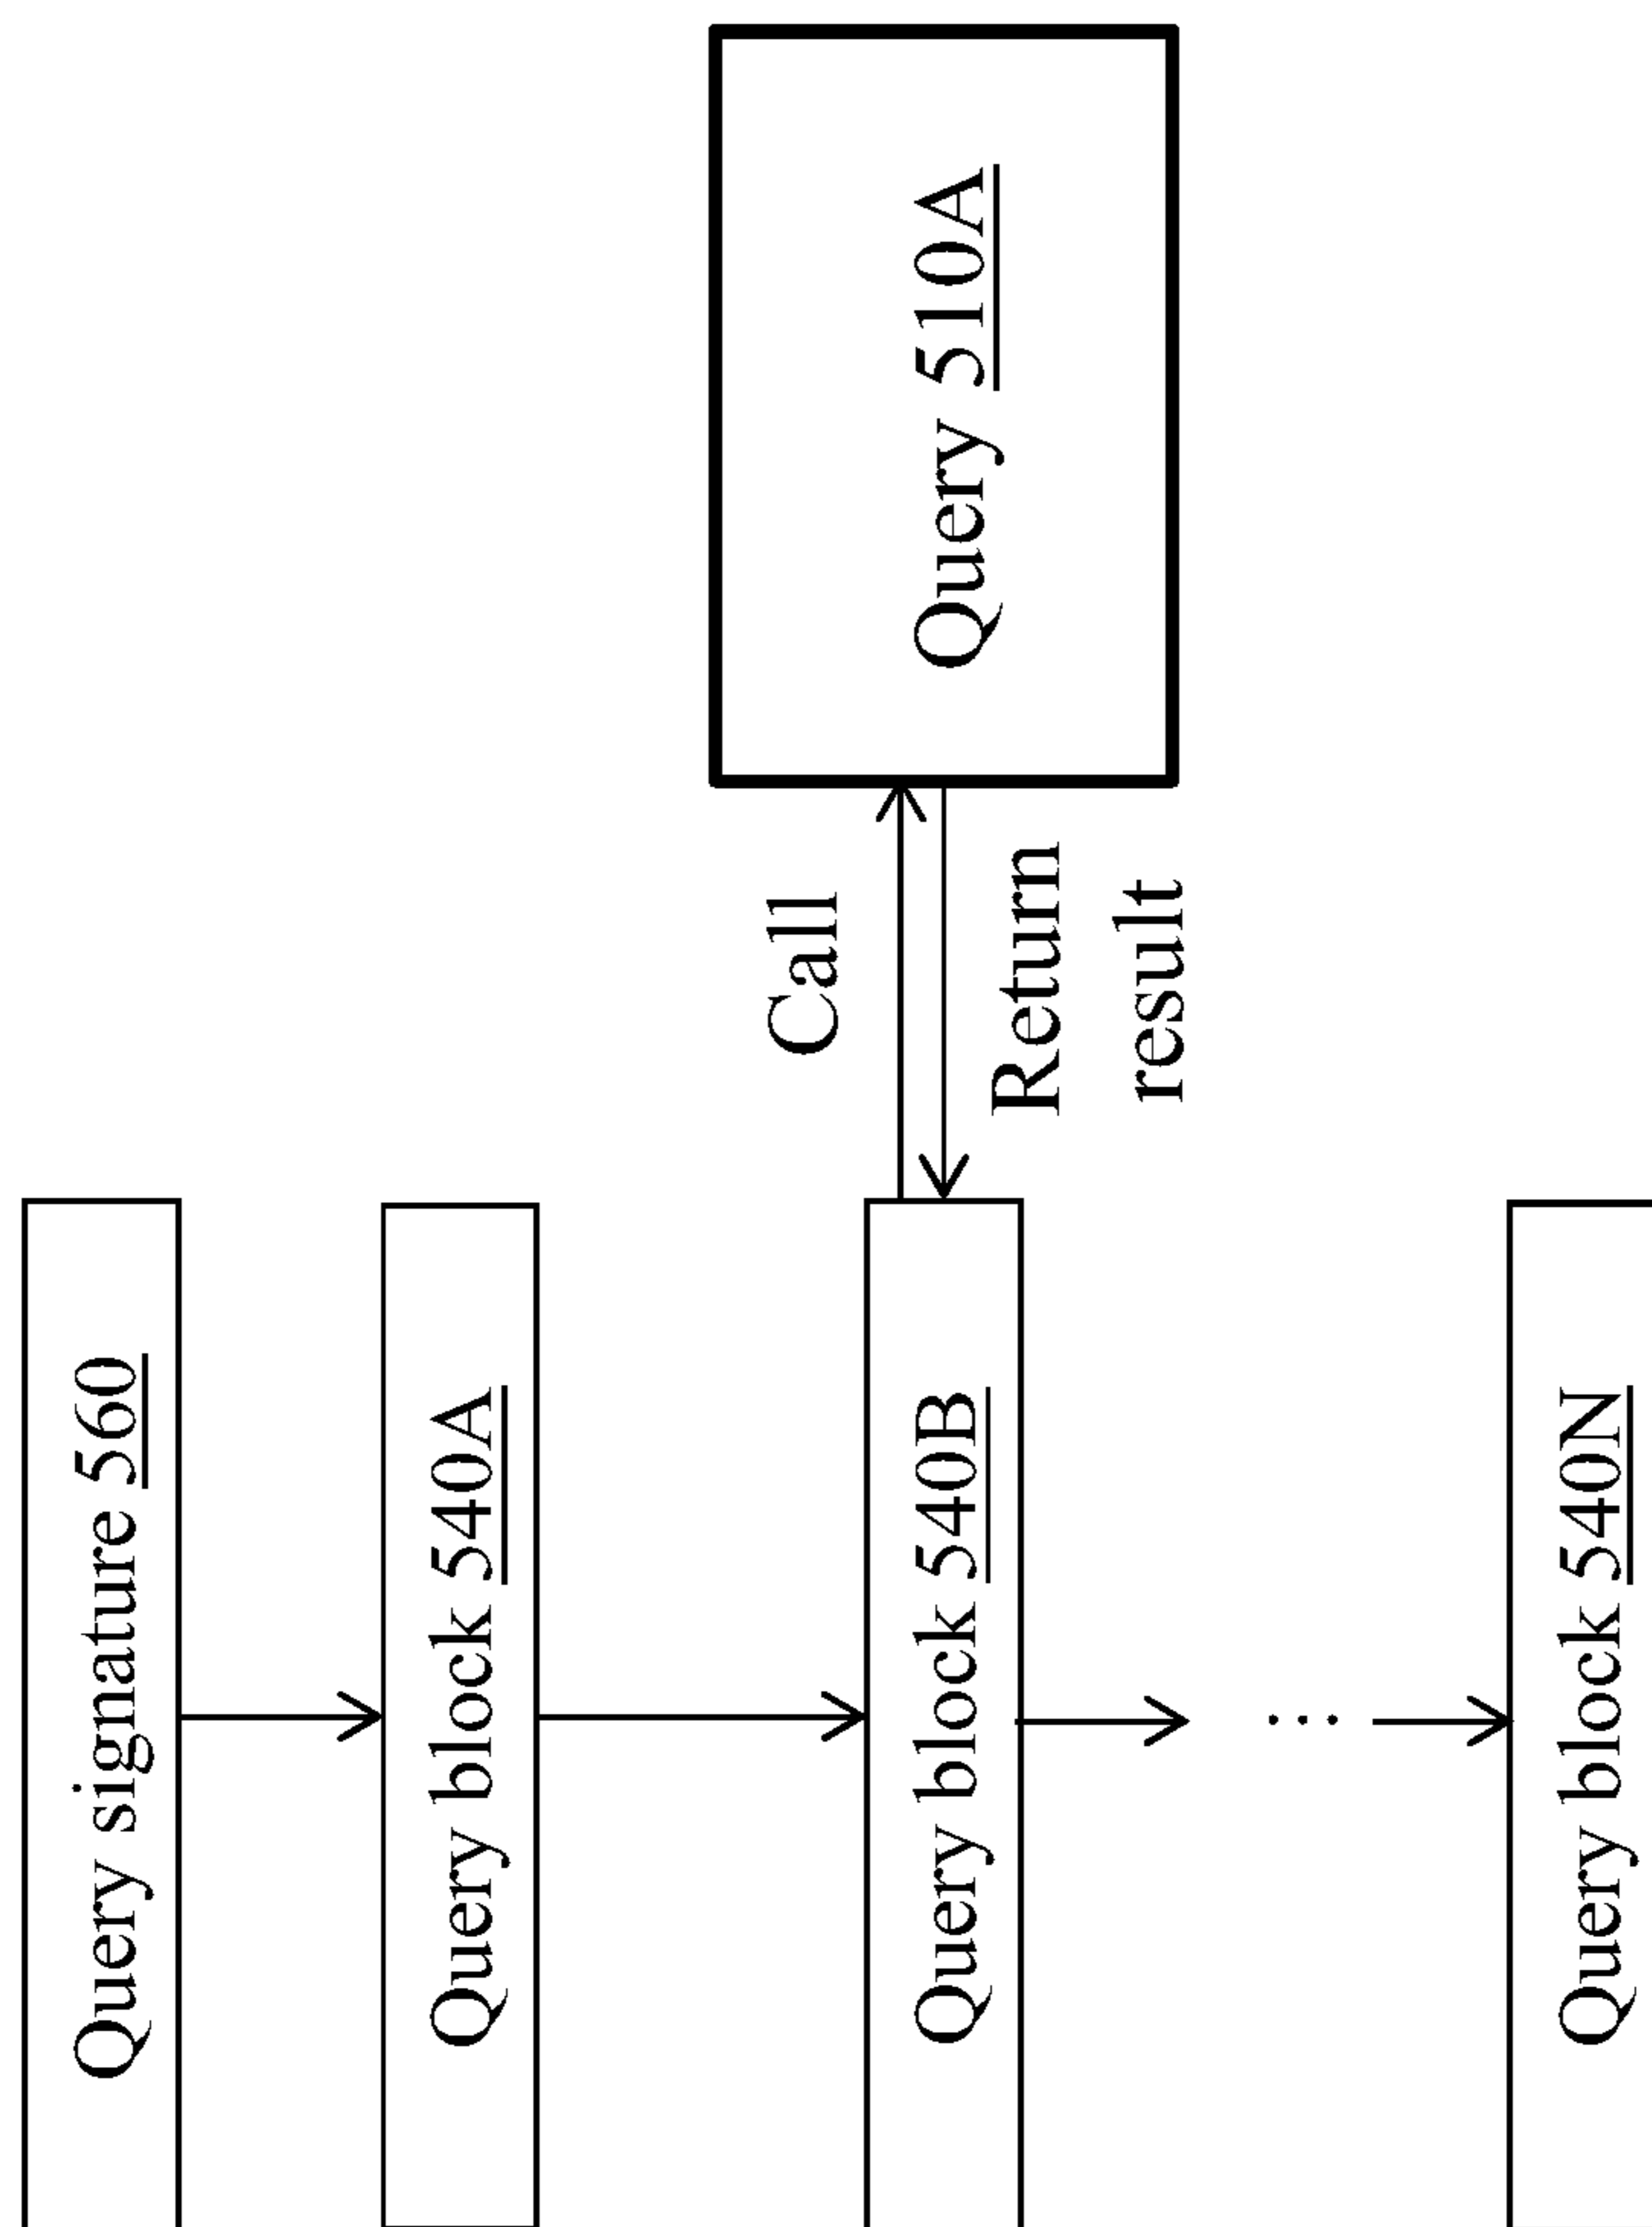 Query signature 560
Query block 540A
Query block 540B
Call
Return
result
Query 510A
Query block 540N